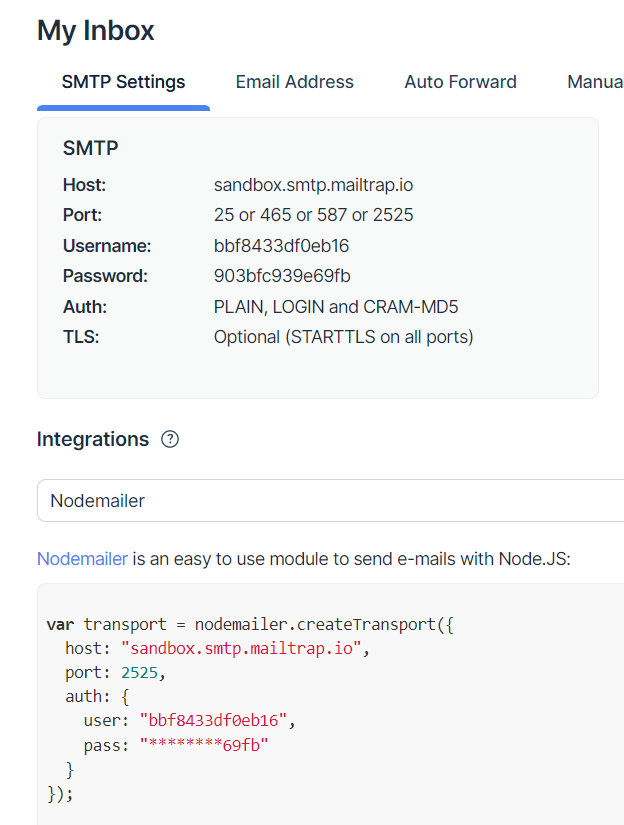 My Inbox
SMTP Settings Email Address Auto Forward Manua
SMTP
Host: sandbox.smtp.mailtrap.io
Port: 25 or 465 or 587 or 2525
Username: bbf8433df0eb16
Password: 903bfc939e69fb
Auth: PLAIN, LOGIN and CRAM-MD5
TLS: Optional (STARTTLS on all ports)
Integrations ?
Nodemailer
Nodemailer is an easy to use module to send e-mails with Node.JS:
var transport = nodemailer.createTransport({
  host: "sandbox.smtp.mailtrap.io",
  port: 2525,
  auth: {
    user: "bbf8433df0eb16",
    pass: "********69fb"
  }
});